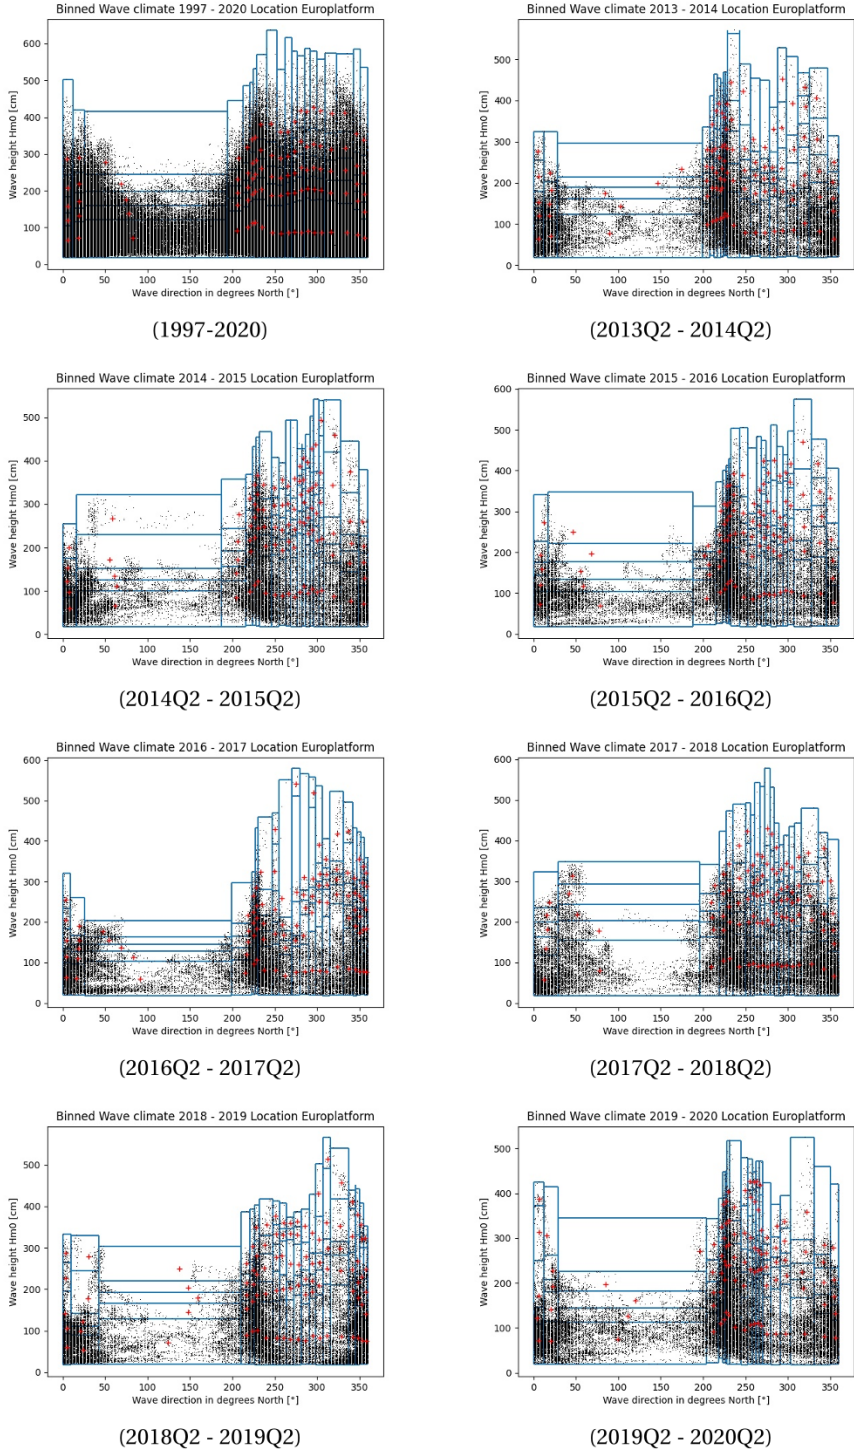 Binned Wave climate 1997 - 2020 Location Europlatform
Wave height Hm0 [cm]
600
500
400
300
200
100
0
0 50 100 150 200 250 300 350
Wave direction in degrees North [°]
(1997-2020)
Binned Wave climate 2013 - 2014 Location Europlatform
Wave height Hm0 [cm]
500
400
300
200
100
0
0 50 100 150 200 250 300 350
Wave direction in degrees North [°]
(2013Q2 - 2014Q2)
Binned Wave climate 2014 - 2015 Location Europlatform
Wave height Hm0 [cm]
500
400
300
200
100
0
0 50 100 150 200 250 300 350
Wave direction in degrees North [°]
(2014Q2 - 2015Q2)
Binned Wave climate 2015 - 2016 Location Europlatform
Wave height Hm0 [cm]
600
500
400
300
200
100
0
0 50 100 150 200 250 300 350
Wave direction in degrees North [°]
(2015Q2 - 2016Q2)
Binned Wave climate 2016 - 2017 Location Europlatform
Wave height Hm0 [cm]
600
500
400
300
200
100
0
0 50 100 150 200 250 300 350
Wave direction in degrees North [°]
(2016Q2 - 2017Q2)
Binned Wave climate 2017 - 2018 Location Europlatform
Wave height Hm0 [cm]
600
500
400
300
200
100
0
0 50 100 150 200 250 300 350
Wave direction in degrees North [°]
(2017Q2 - 2018Q2)
Binned Wave climate 2018 - 2019 Location Europlatform
Wave height Hm0 [cm]
500
400
300
200
100
0
0 50 100 150 200 250 300 350
Wave direction in degrees North [°]
(2018Q2 - 2019Q2)
Binned Wave climate 2019 - 2020 Location Europlatform
Wave height Hm0 [cm]
500
400
300
200
100
0
0 50 100 150 200 250 300 350
Wave direction in degrees North [°]
(2019Q2 - 2020Q2)